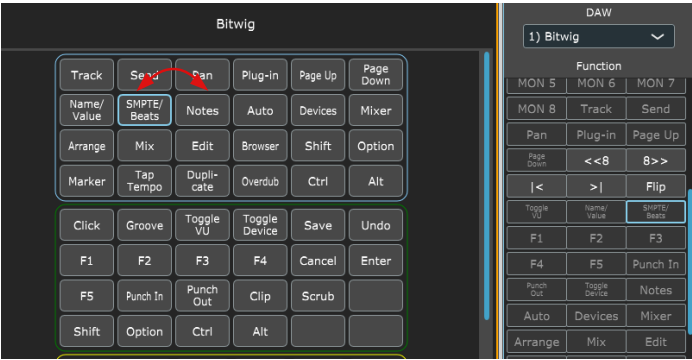 Bitwig
Track Send Pan Plug-in Page Up Page Down
Name/ Value SMPTE/ Beats Notes Auto Devices Mixer
Arrange Mix Edit Browser Shift Option
Marker Tap Tempo Dupli- cate Overdub Ctrl Alt
Click Groove Toggle VU Toggle Device Save Undo
F1 F2 F3 F4 Cancel Enter
F5 Punch In Punch Out Clip Scrub
Shift Option Ctrl Alt
DAW
1) Bitwig
Function
MON 5 MON 6 MON 7
MON 8 Track Send
Pan Plug-in Page Up
Page Down <<8 8>>
|< >| Flip
Toggle VU Name/ Value SMPTE/ Beats
F1 F2 F3
F4 F5 Punch In
Punch Out Toggle Device Notes
Auto Devices Mixer
Arrange Mix Edit